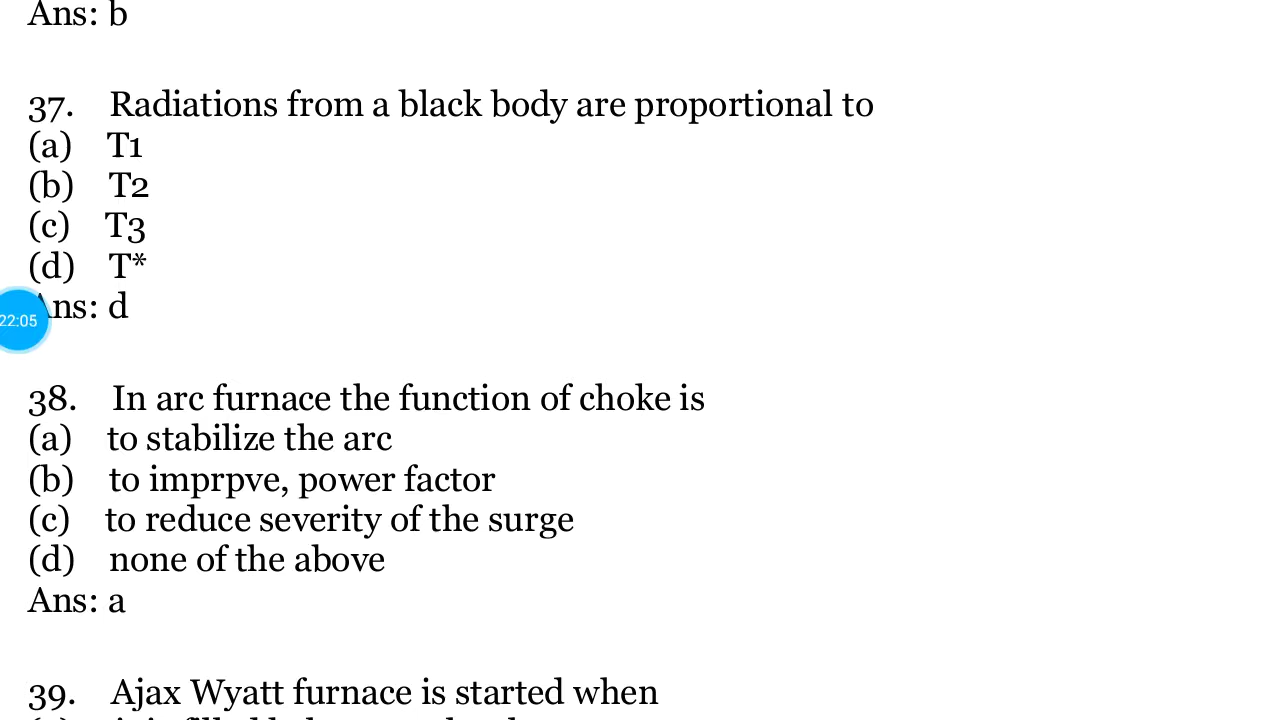 Ans: b
37. Radiations from a black body are proportional to
(a) T1
(b) T2
(c) T3
(d) T*
Ans: d
22:05
38. In arc furnace the function of choke is
(a) to stabilize the arc
(b) to imprpve, power factor
(c) to reduce severity of the surge
(d) none of the above
Ans: a
39. Ajax Wyatt furnace is started when